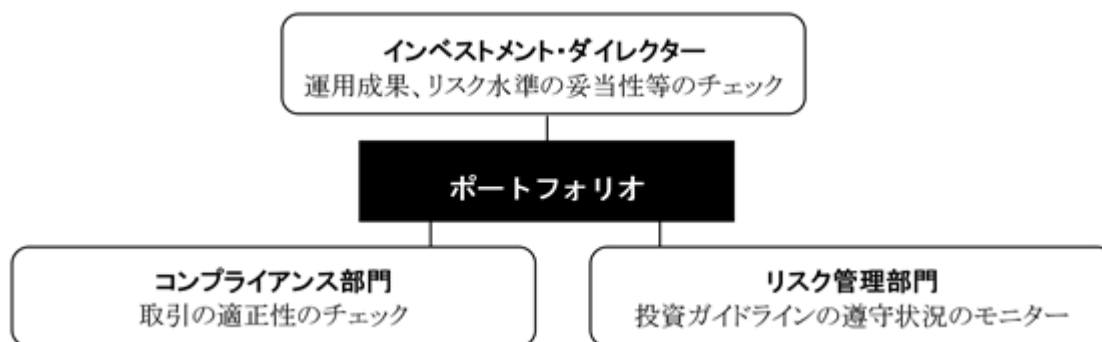 インベストメント・ダイレクター
運用成果、リスク水準の妥当性等のチェック
ポートフォリオ
コンプライアンス部門
取引の適正性のチェック
リスク管理部門
投資ガイドラインの遵守状況のモニター